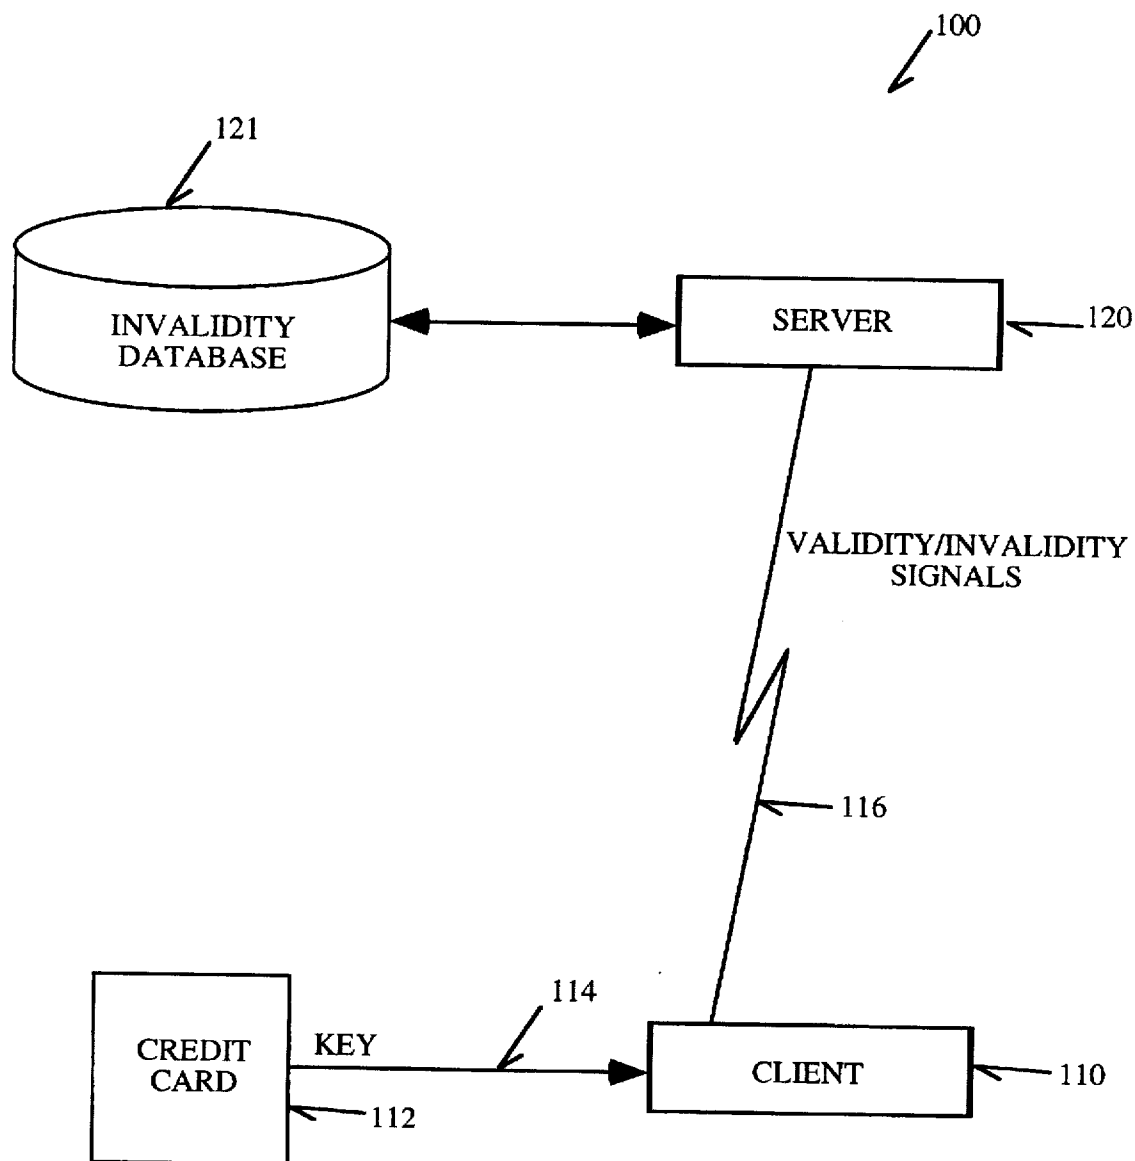 100
121
INVALIDITY
DATABASE
SERVER
120
VALIDITY/INVALIDITY
SIGNALS
116
114
CREDIT
CARD
KEY
CLIENT
110
112